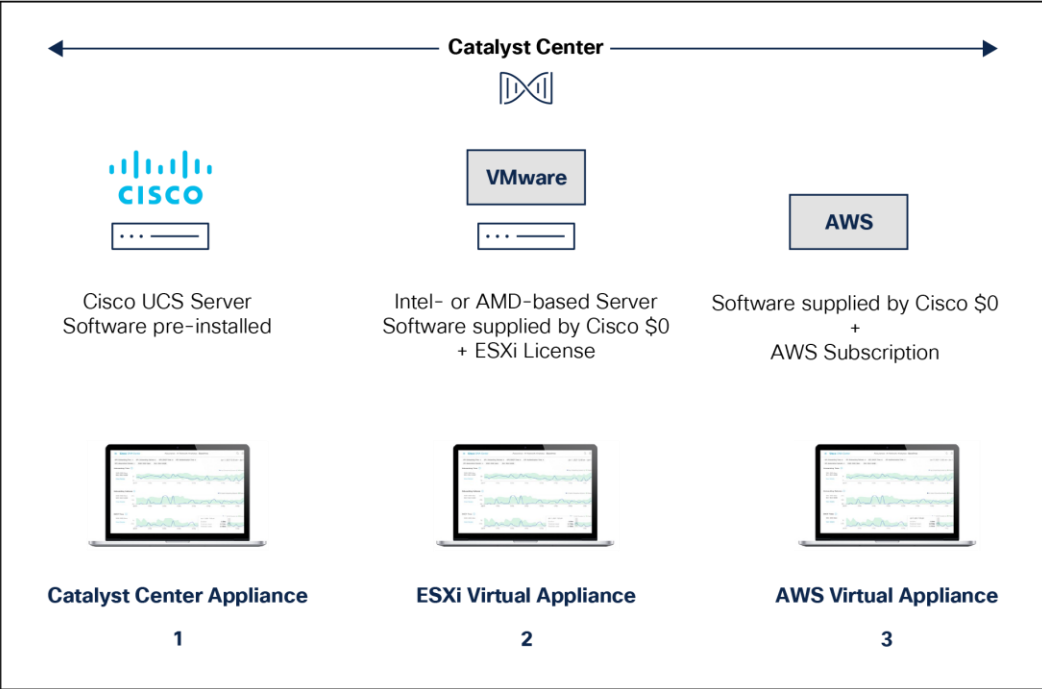 Catalyst Center
CISCO
VMware
AWS
Cisco UCS Server
Software pre-installed
Intel- or AMD-based Server
Software supplied by Cisco $0
+ ESXi License
Software supplied by Cisco $0
+
AWS Subscription
Catalyst Center Appliance
1
ESXi Virtual Appliance
2
AWS Virtual Appliance
3